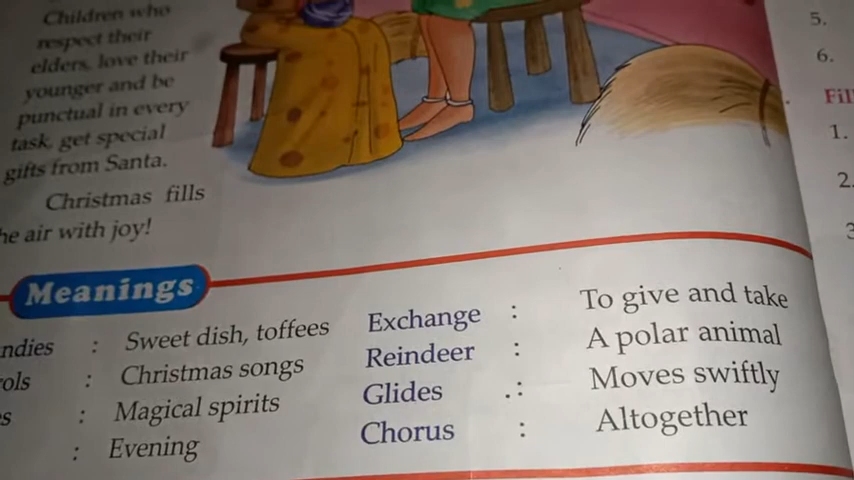 Children who
respect their
elders, love their
younger and be
punctual in every
task, get special
gifts from Santa.
Christmas fills
he air with joy!
Meanings
ndies : Sweet dish, toffees Exchange : To give and take
ols : Christmas songs Reindeer : A polar animal
s : Magical spirits Glides : Moves swiftly
: Evening Chorus : Altogether
5.
6.
Fil
1.
2.
3